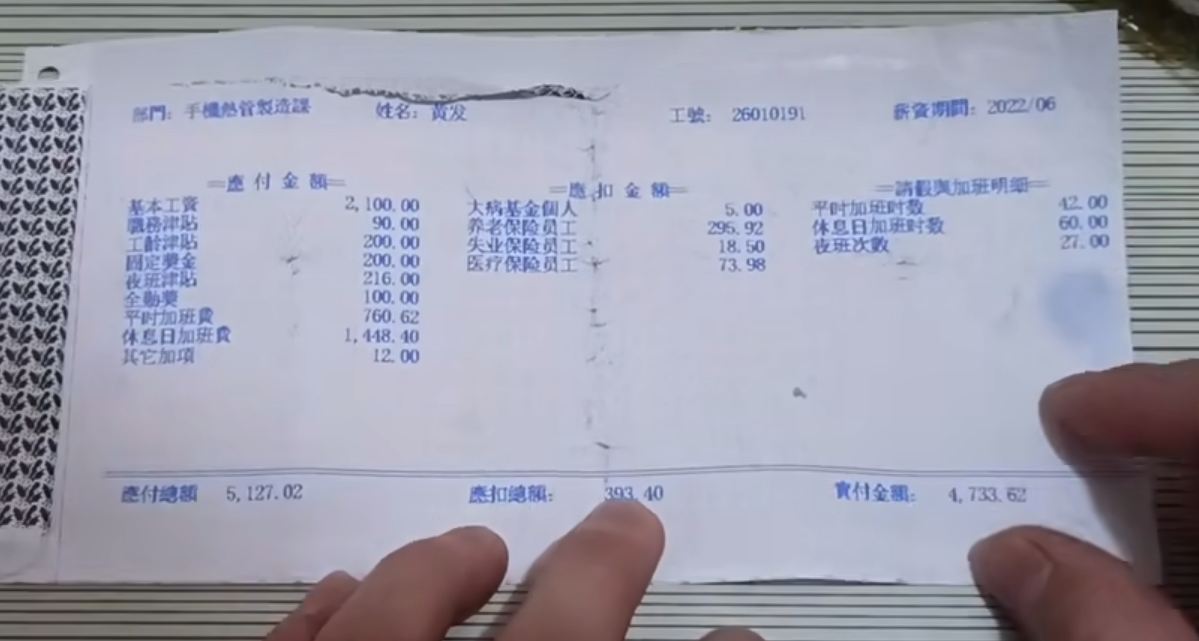 部門: 手機熱管製造課 姓名: 黄发 工號: 26010191 薪資期間: 2022/06
=應付金額= =應扣金額= =請假與加班明細=
基本工資 2,100.00 大病基金個人 5.00 平时加班时数 42.00
職務津貼 90.00 养老保险员工 295.92 休息日加班时数 60.00
工齡津貼 200.00 失业保险员工 18.50 夜班次數 27.00
固定獎金 200.00 医疗保险员工 73.98
夜班津貼 216.00
全勤獎 100.00
平时加班費 760.62
休息日加班費 1,448.40
其它加項 12.00
應付總額 5,127.02 應扣總額: 393.40 實付金額: 4,733.62